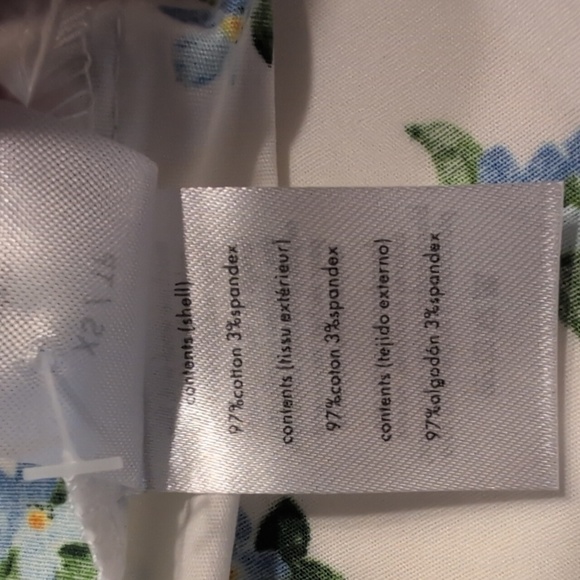 contents (shell)
97%cotton 3%spandex
contents (tissu extérieur)
97%coton 3%spandex
contents (tejido externo)
97%algodón 3%spandex